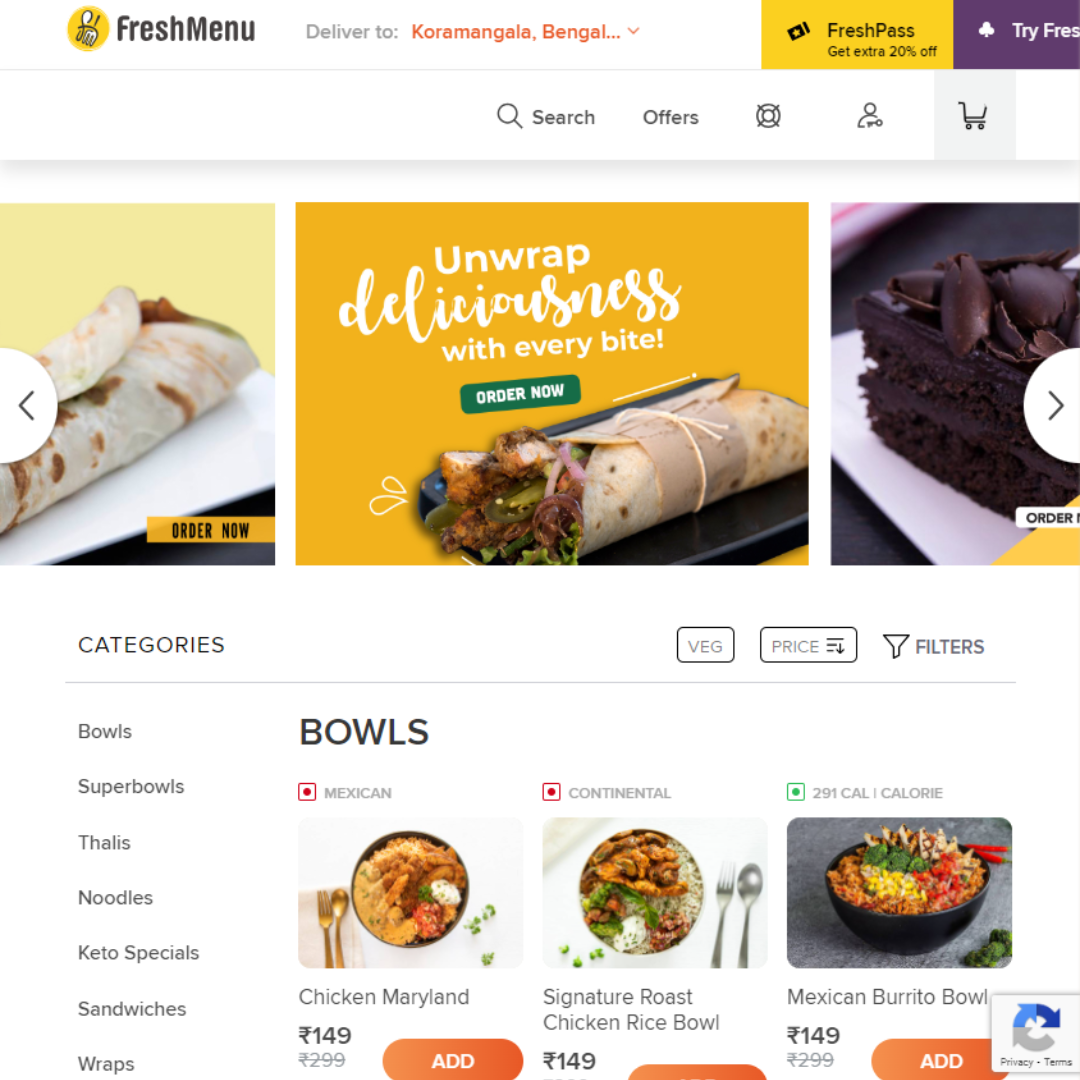 FreshMenu
Deliver to: Koramangala, Bengal...
FreshPass
Get extra 20% off
Try Fres
Search
Offers
ORDER NOW
Unwrap
deliciousness
with every bite!
ORDER NOW
ORDER
CATEGORIES
VEG
PRICE
FILTERS
Bowls
Superbowls
Thalis
Noodles
Keto Specials
Sandwiches
Wraps
BOWLS
MEXICAN
Chicken Maryland
₹149
₹299
ADD
CONTINENTAL
Signature Roast
Chicken Rice Bowl
₹149
291 CAL | CALORIE
Mexican Burrito Bowl
₹149
₹299
ADD
Privacy - Terms